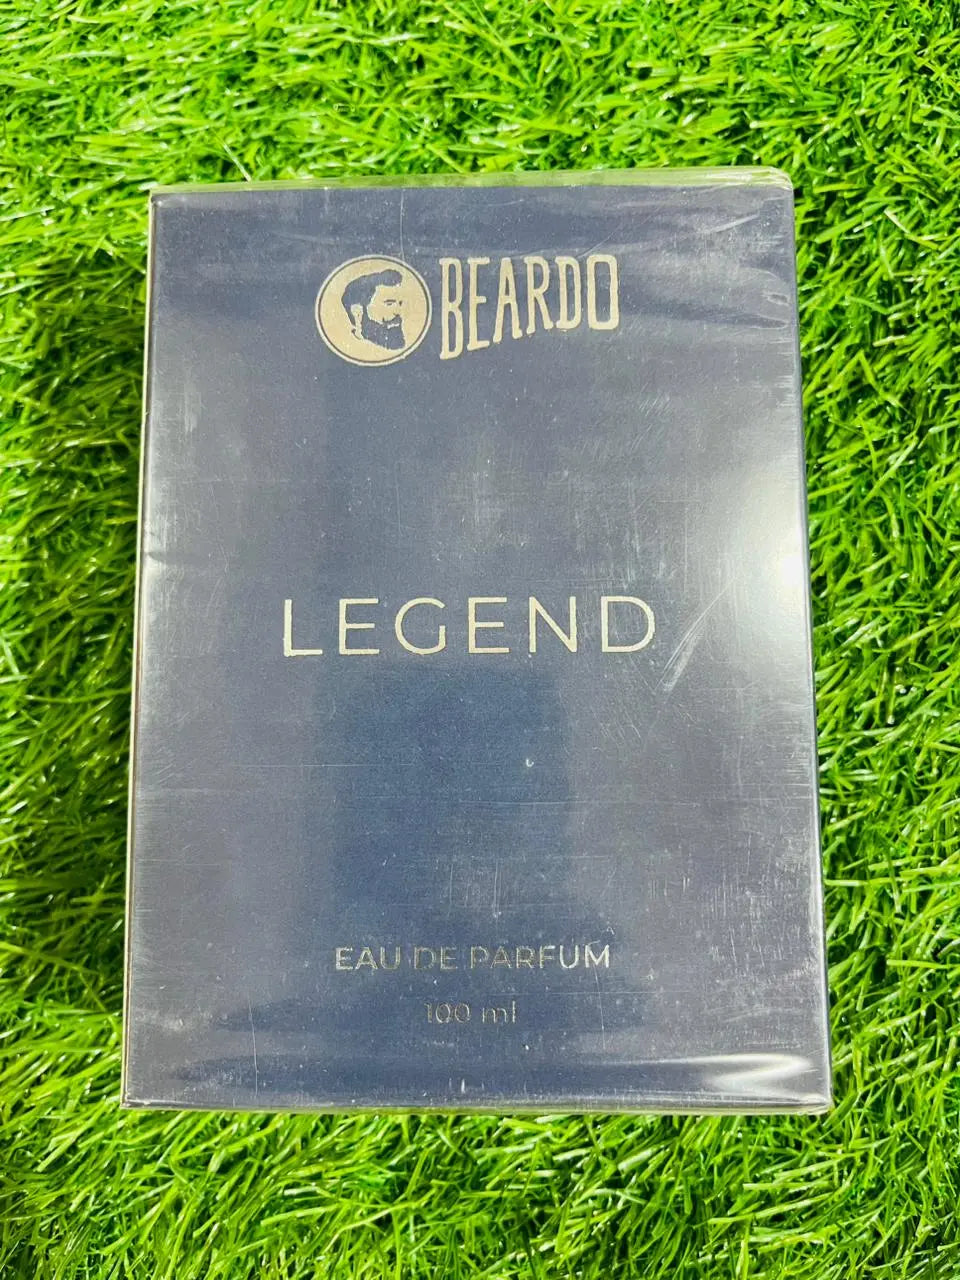 BEARDO
LEGEND
EAU DE PARFUM
100 ml